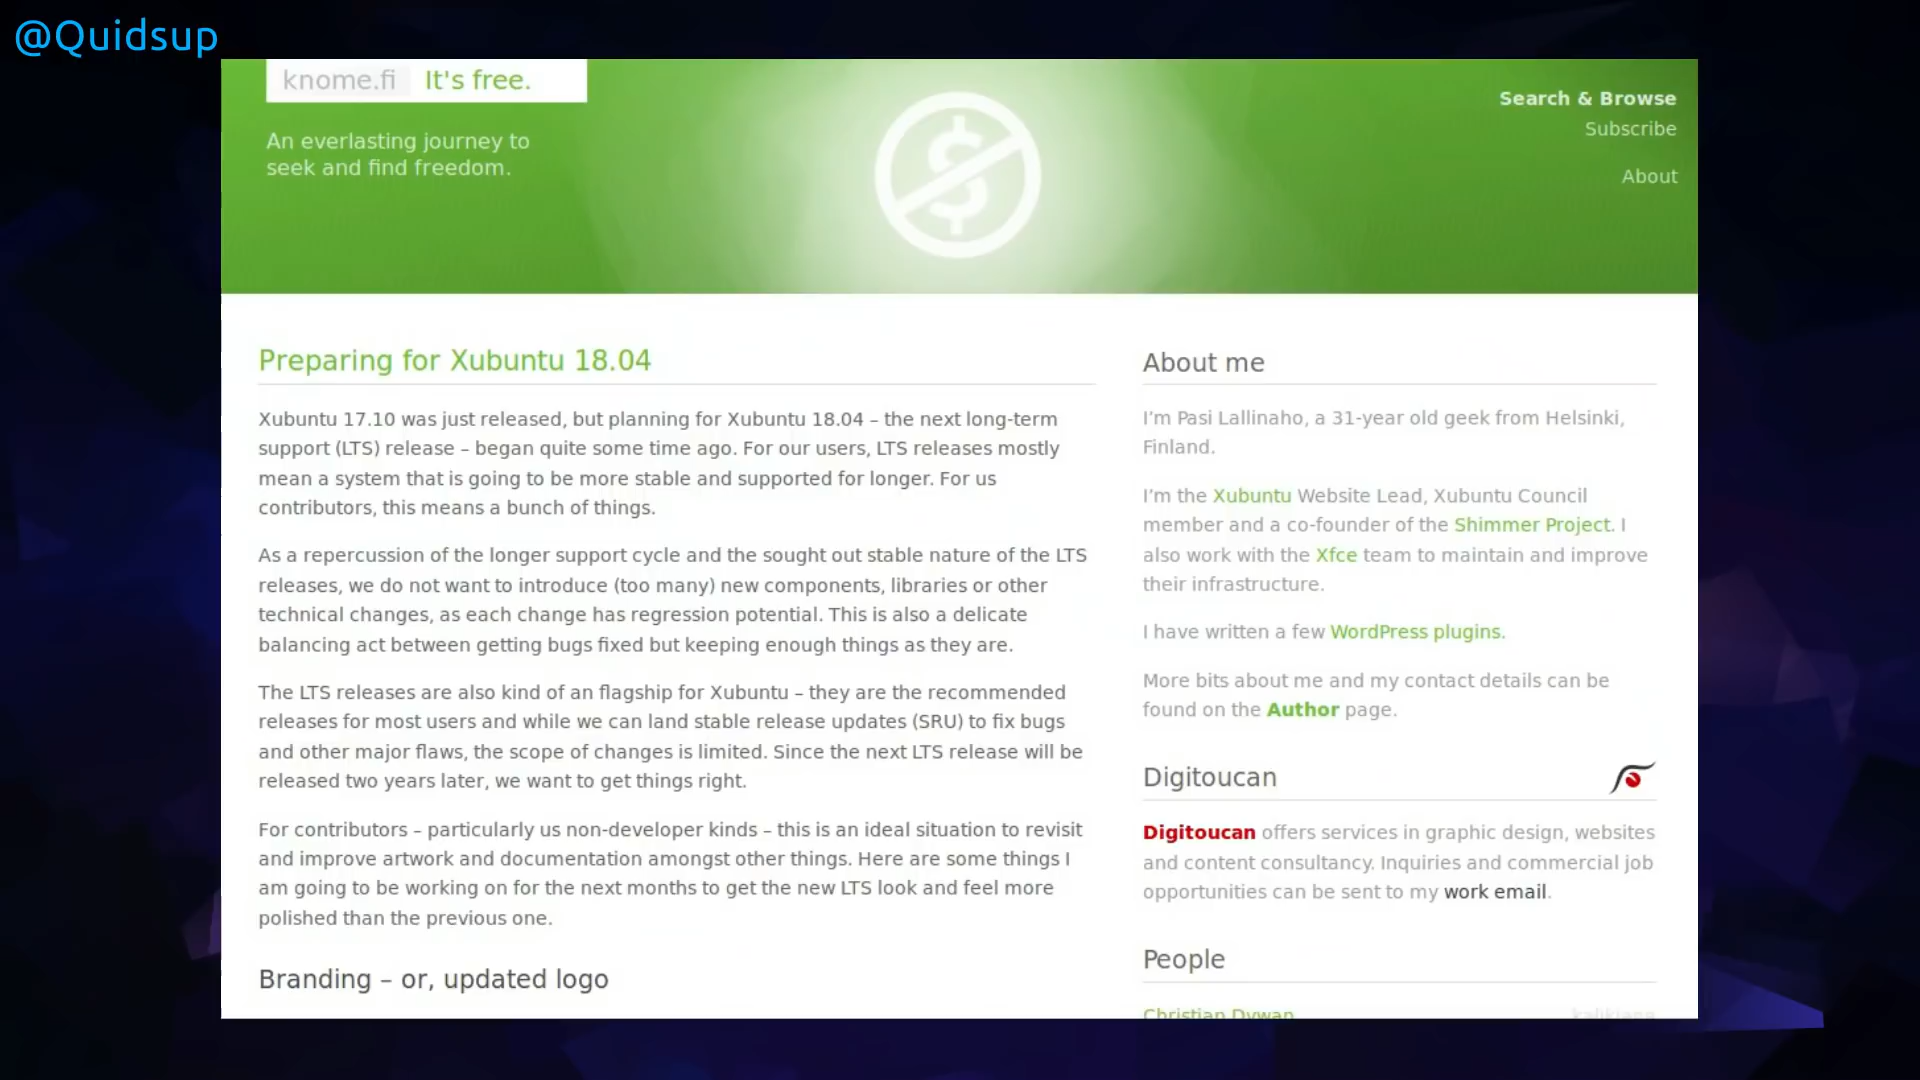 @Quidsup
knome.fi It's free.
An everlasting journey to
seek and find freedom.
Search & Browse
Subscribe
About
Preparing for Xubuntu 18.04
Xubuntu 17.10 was just released, but planning for Xubuntu 18.04 – the next long-term
support (LTS) release – began quite some time ago. For our users, LTS releases mostly
mean a system that is going to be more stable and supported for longer. For us
contributors, this means a bunch of things.
As a repercussion of the longer support cycle and the sought out stable nature of the LTS
releases, we do not want to introduce (too many) new components, libraries or other
technical changes, as each change has regression potential. This is also a delicate
balancing act between getting bugs fixed but keeping enough things as they are.
The LTS releases are also kind of an flagship for Xubuntu – they are the recommended
releases for most users and while we can land stable release updates (SRU) to fix bugs
and other major flaws, the scope of changes is limited. Since the next LTS release will be
released two years later, we want to get things right.
For contributors – particularly us non-developer kinds – this is an ideal situation to revisit
and improve artwork and documentation amongst other things. Here are some things I
am going to be working on for the next months to get the new LTS look and feel more
polished than the previous one.
Branding – or, updated logo
About me
I'm Pasi Lallinaho, a 31-year old geek from Helsinki,
Finland.
I'm the Xubuntu Website Lead, Xubuntu Council
member and a co-founder of the Shimmer Project. I
also work with the Xfce team to maintain and improve
their infrastructure.
I have written a few WordPress plugins.
More bits about me and my contact details can be
found on the Author page.
Digitoucan
Digitoucan offers services in graphic design, websites
and content consultancy. Inquiries and commercial job
opportunities can be sent to my work email.
People
Christian Dywan